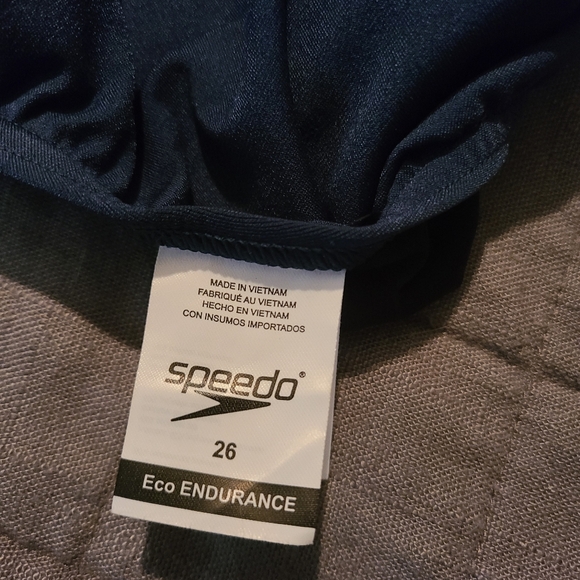 MADE IN VIETNAM
FABRIQUÉ AU VIETNAM
HECHO EN VIETNAM
CON INSUMOS IMPORTADOS
speedo®
26
Eco ENDURANCE